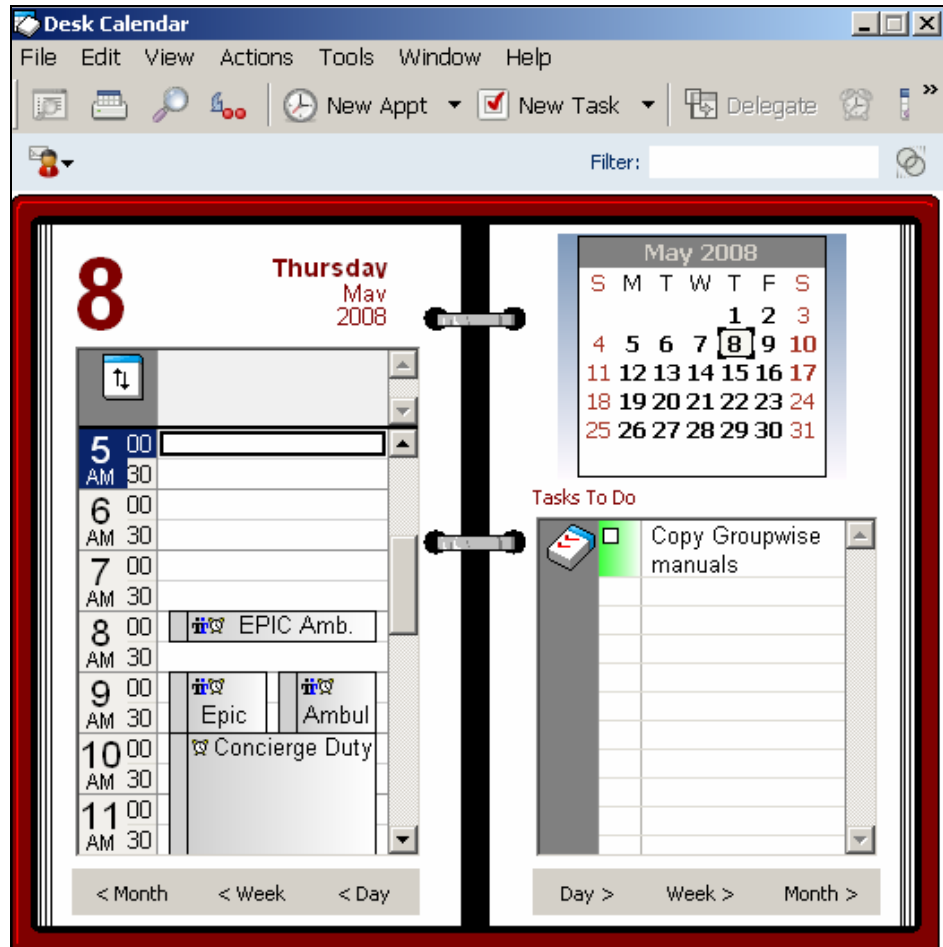 Desk Calendar
File Edit View Actions Tools Window Help
New Appt New Task Delegate »
Filter:
8
Thursday
May
2008
5 AM 00
30
6 AM 00
30
7 AM 00
30
8 AM 00 EPIC Amb.
30
9 AM 00
30 Epic Ambul
10 AM 00 Concierge Duty
30
11 AM 00
30
< Month < Week < Day
May 2008
S M T W T F S
1 2 3
4 5 6 7 8 9 10
11 12 13 14 15 16 17
18 19 20 21 22 23 24
25 26 27 28 29 30 31
Tasks To Do
Copy Groupwise
manuals
Day > Week > Month >